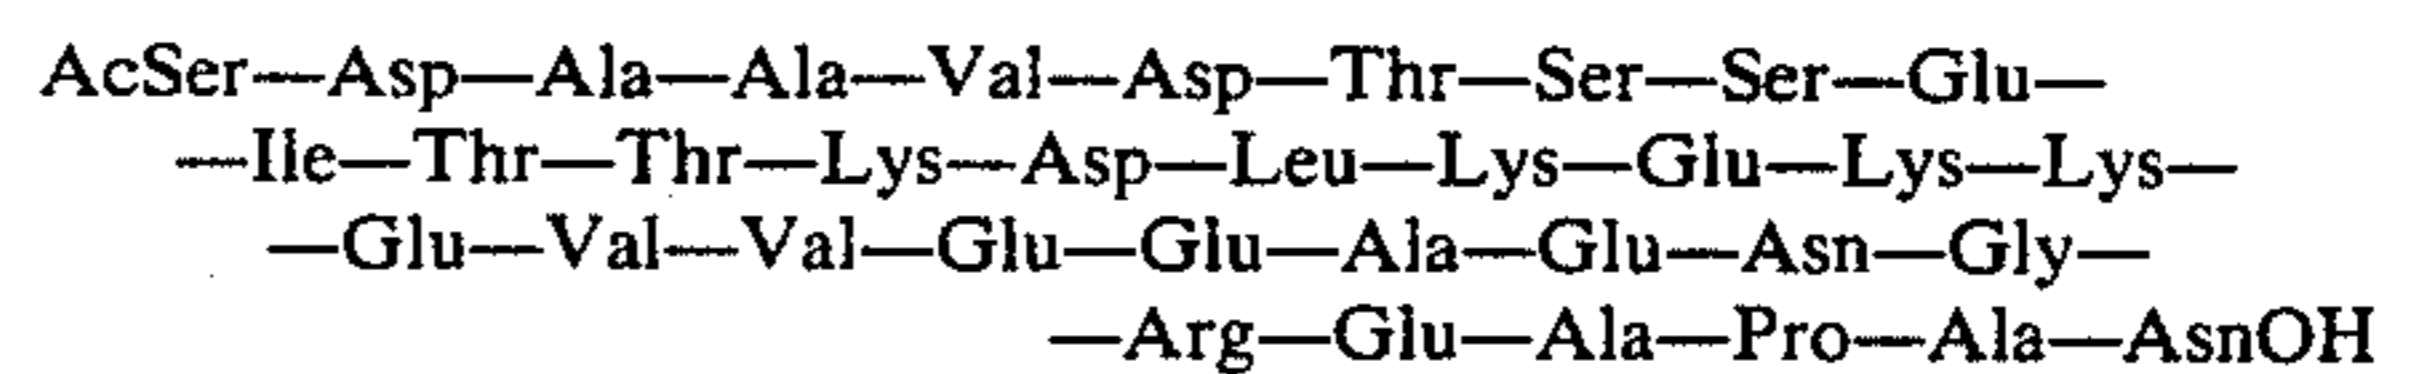 AcSer—Asp—Ala—Ala—Val—Asp—Thr—Ser—Ser—Glu—
—Ile—Thr—Thr—Lys—Asp—Leu—Lys—Glu—Lys—Lys—
—Glu—Val—Val—Glu—Glu—Ala—Glu—Asn—Gly—
—Arg—Glu—Ala—Pro—Ala—AsnOH